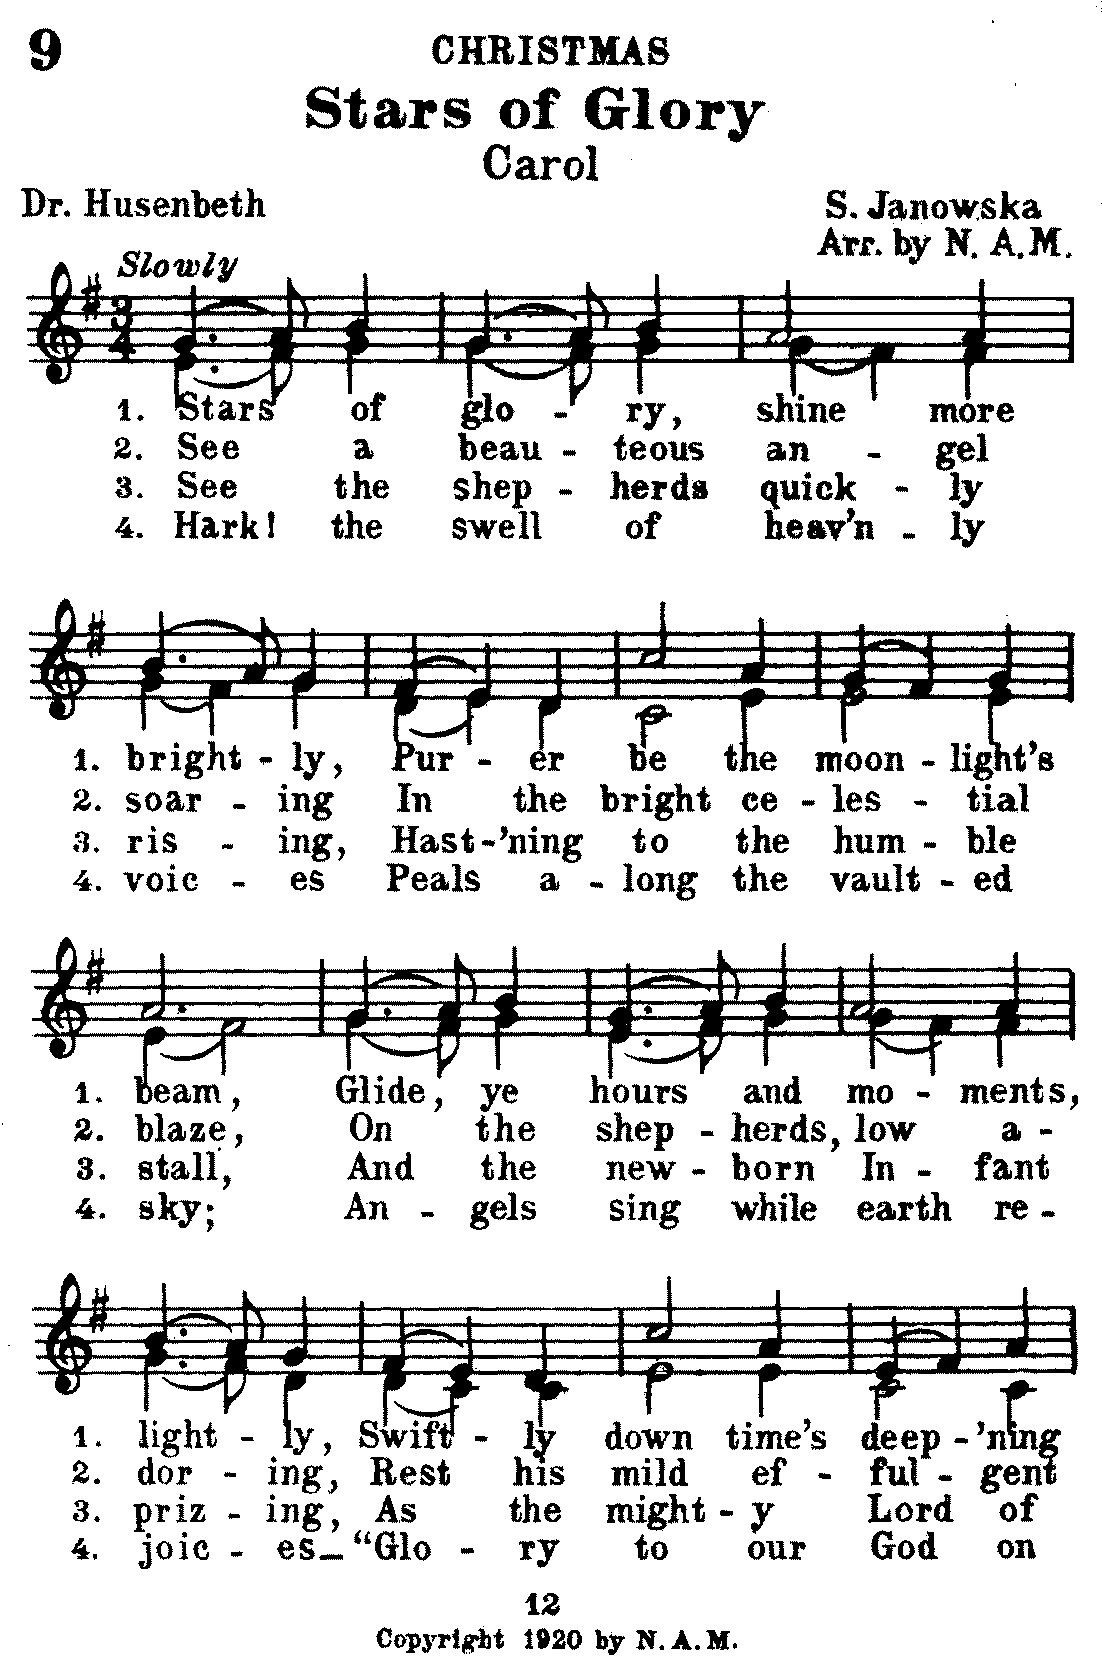 9
CHRISTMAS
Stars of Glory
Carol
Dr. Husenbeth
S. Janowska
Arr. by N. A. M.
Slowly
3
4
1. Stars of glo - ry, shine more
2. See a beau - teous an - gel
3. See the shep - herds quick - ly
4. Hark! the swell of heav'n - ly
1. bright - ly, Pur - er be the moon - light's
2. soar - ing In the bright ce - les - tial
3. ris - ing, Hast-'ning to the hum - ble
4. voic - es Peals a - long the vault - ed
1. beam, Glide, ye hours and mo - ments,
2. blaze, On the shep - herds, low a -
3. stall, And the new - born In - fant
4. sky; An - gels sing while earth re -
1. light - ly, Swift - ly down time's deep -'ning
2. dor - ing, Rest his mild ef - ful - gent
3. priz - ing, As the might - y Lord of
4. joic - es— "Glo - ry to our God on
12
Copyright 1920 by N. A. M.